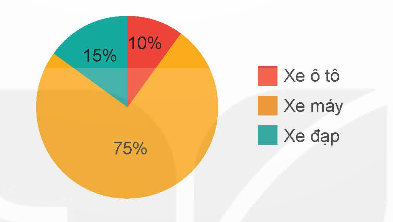 10%
15%
75%
Xe ô tô
Xe máy
Xe đạp